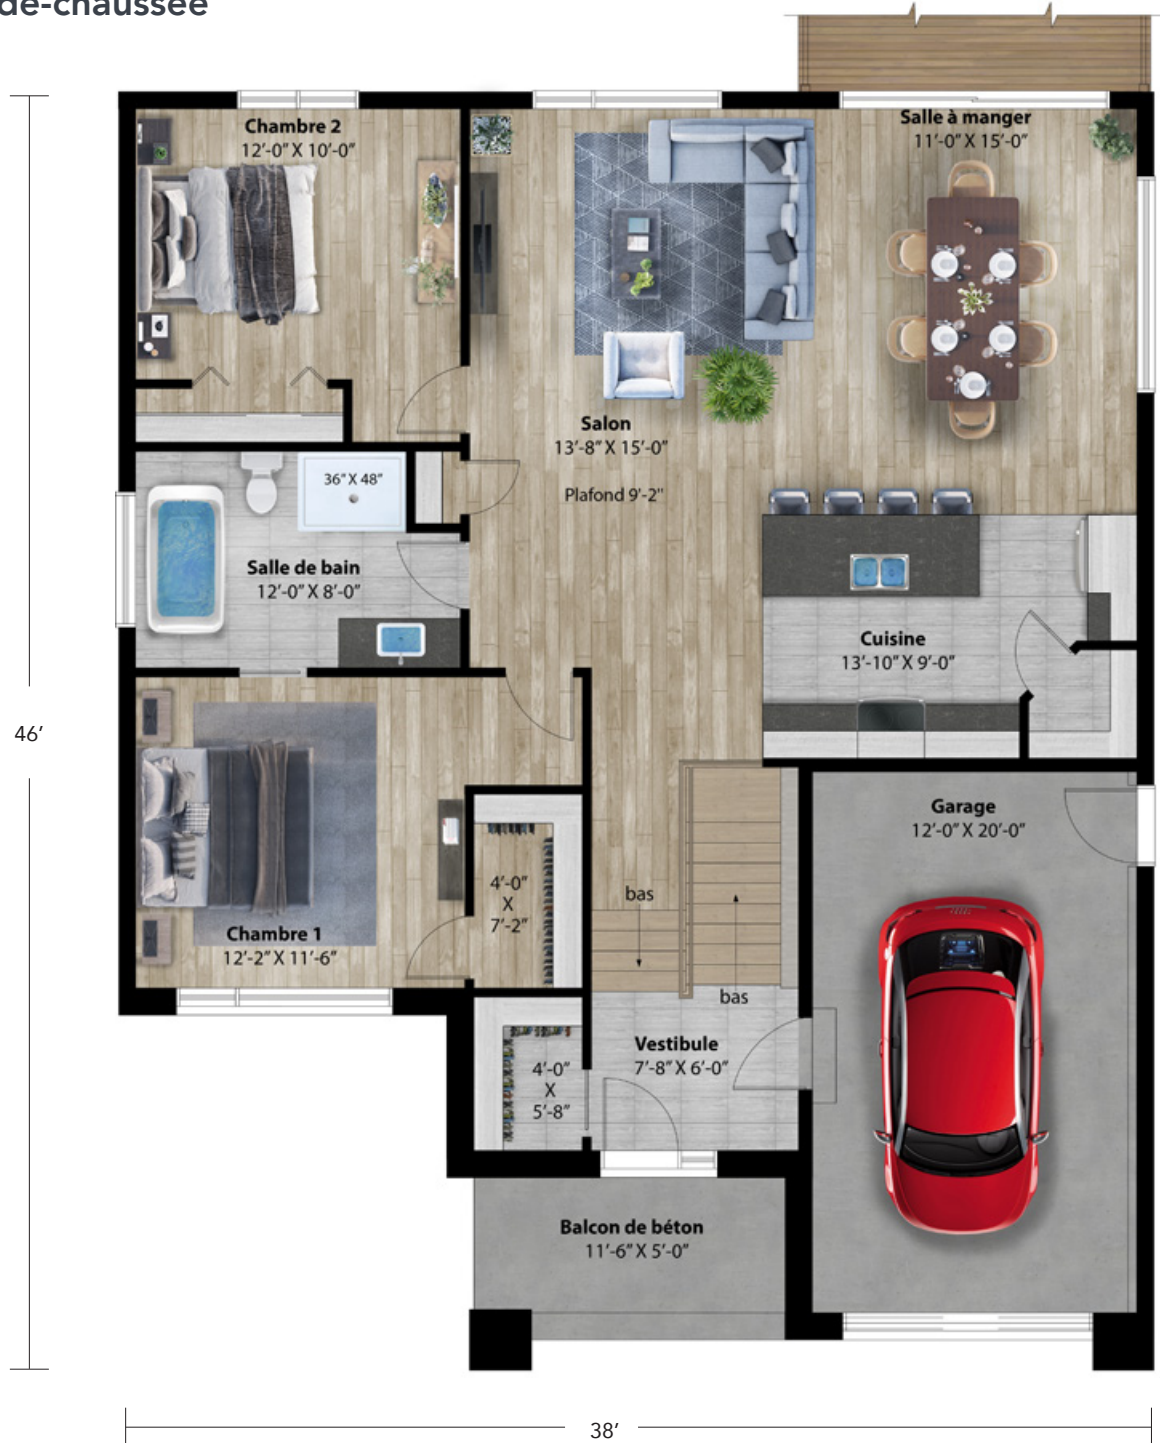 de-chaussée
Chambre 2
12'-0" X 10'-0"
Salle à manger
11'-0" X 15'-0"
Salon
13'-8" X 15'-0"
Plafond 9'-2"
36" X 48"
Salle de bain
12'-0" X 8'-0"
Cuisine
13'-10" X 9'-0"
46'
Garage
12'-0" X 20'-0"
4'-0"
X
7'-2"
bas
Chambre 1
12'-2" X 11'-6"
bas
Vestibule
7'-8" X 6'-0"
4'-0"
X
5'-8"
Balcon de béton
11'-6" X 5'-0"
38'